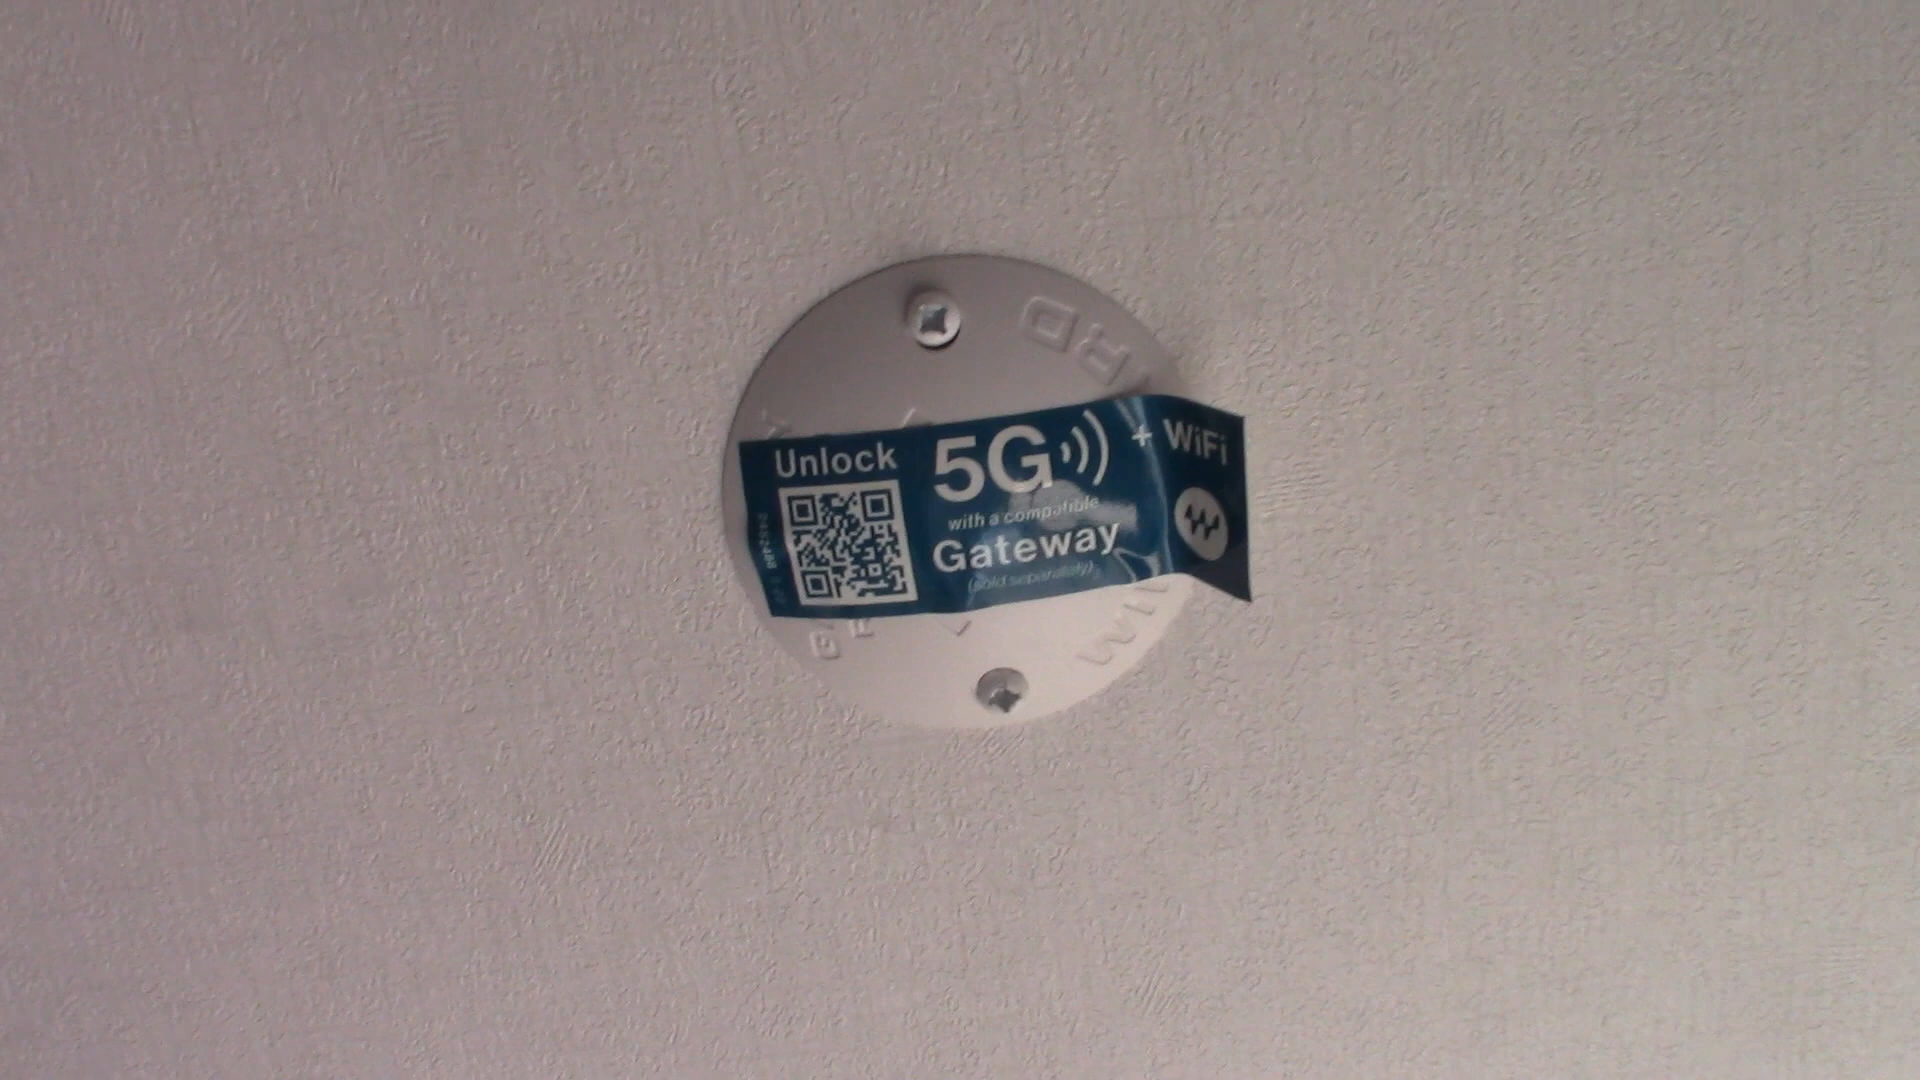 Unlock
5G + WiFi
with a compatible
Gateway
(sold separately)